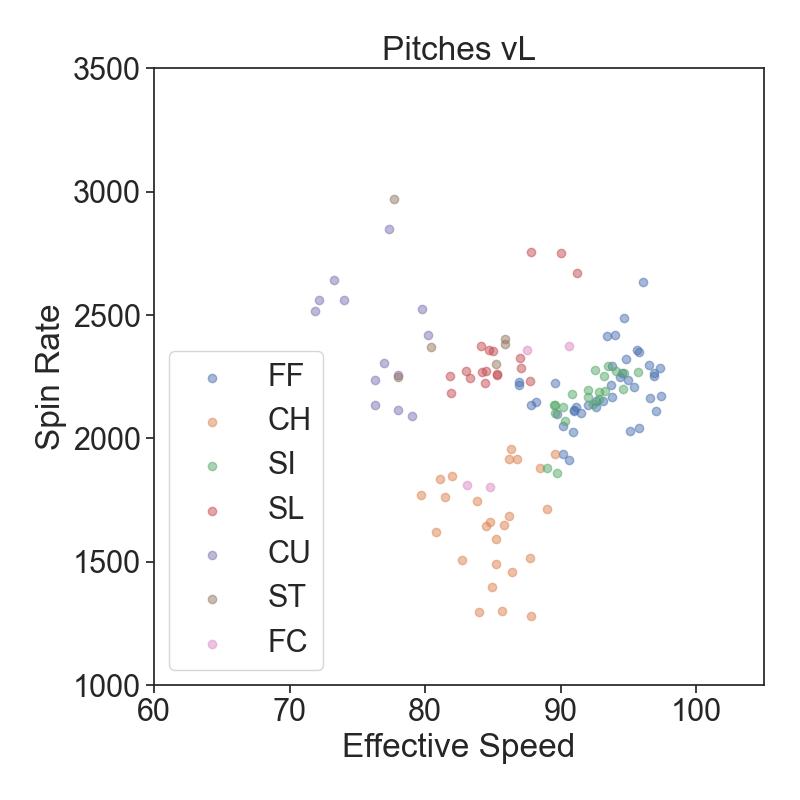 Pitches vL
3500
3000
2500
2000
1500
1000
Spin Rate
FF
CH
SI
SL
CU
ST
FC
60 70 80 90 100
Effective Speed